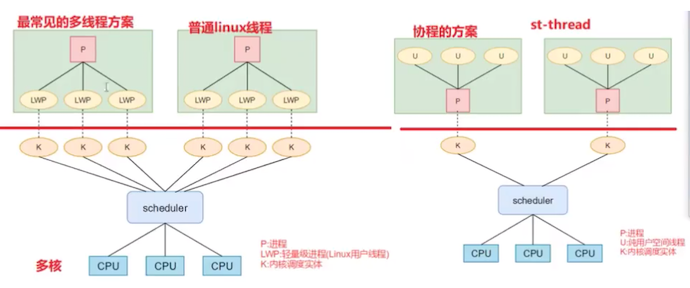 最常见的多线程方案
普通linux线程
协程的方案
st-thread
P
P
U
U
U
U
U
U
LWP
LWP
LWP
LWP
LWP
LWP
P
P
K
K
K
K
K
K
K
K
scheduler
scheduler
P:进程
LWP:轻量级进程(Linux用户线程)
K:内核调度实体
P:进程
U:纯用户空间线程
K:内核调度实体
多核
CPU
CPU
CPU
CPU
CPU
CPU